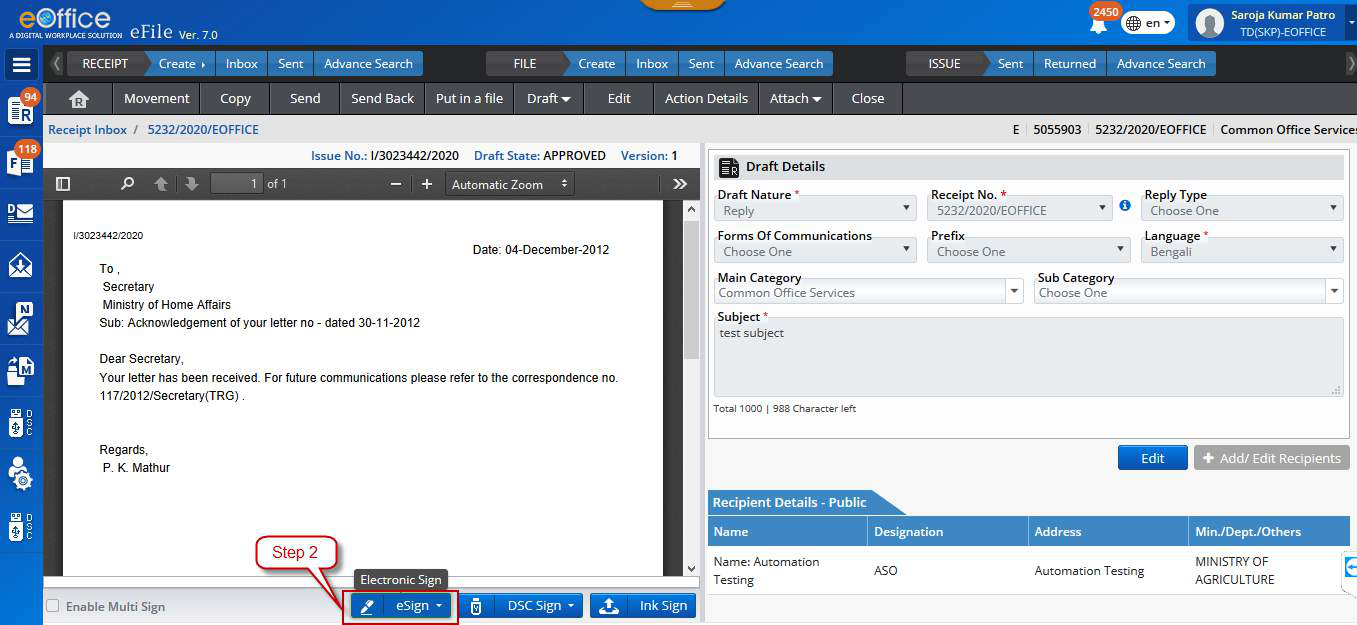 eOffice
A DIGITAL WORKPLACE SOLUTION
eFile Ver. 7.0
2450
en
Saroja Kumar Patro
TD(SKP)-EOFFICE
RECEIPT Create Inbox Sent Advance Search
FILE Create Inbox Sent Advance Search
ISSUE Sent Returned Advance Search
94
R
118
F
D
N
M
DSC
DSC
R Movement Copy Send Send Back Put in a file Draft Edit Action Details Attach Close
Receipt Inbox / 5232/2020/EOFFICE
E 5055903 5232/2020/EOFFICE Common Office Services
Issue No.: I/3023442/2020 Draft State: APPROVED Version: 1
1 of 1
Automatic Zoom
I/3023442/2020
Date: 04-December-2012
To ,
Secretary
Ministry of Home Affairs
Sub: Acknowledgement of your letter no - dated 30-11-2012
Dear Secretary,
Your letter has been received. For future communications please refer to the correspondence no.
117/2012/Secretary(TRG) .
Regards,
P. K. Mathur
Step 2
Electronic Sign
Enable Multi Sign
eSign
DSC Sign
Ink Sign
R
Draft Details
Draft Nature *
Reply
Receipt No. *
5232/2020/EOFFICE
Reply Type
Choose One
Forms Of Communications
Choose One
Prefix
Choose One
Language *
Bengali
Main Category
Common Office Services
Sub Category
Choose One
Subject *
test subject
Total 1000 | 988 Character left
Edit
+ Add/ Edit Recipients
Recipient Details - Public
Name Designation Address Min./Dept./Others
Name: Automation
Testing
ASO
Automation Testing
MINISTRY OF
AGRICULTURE